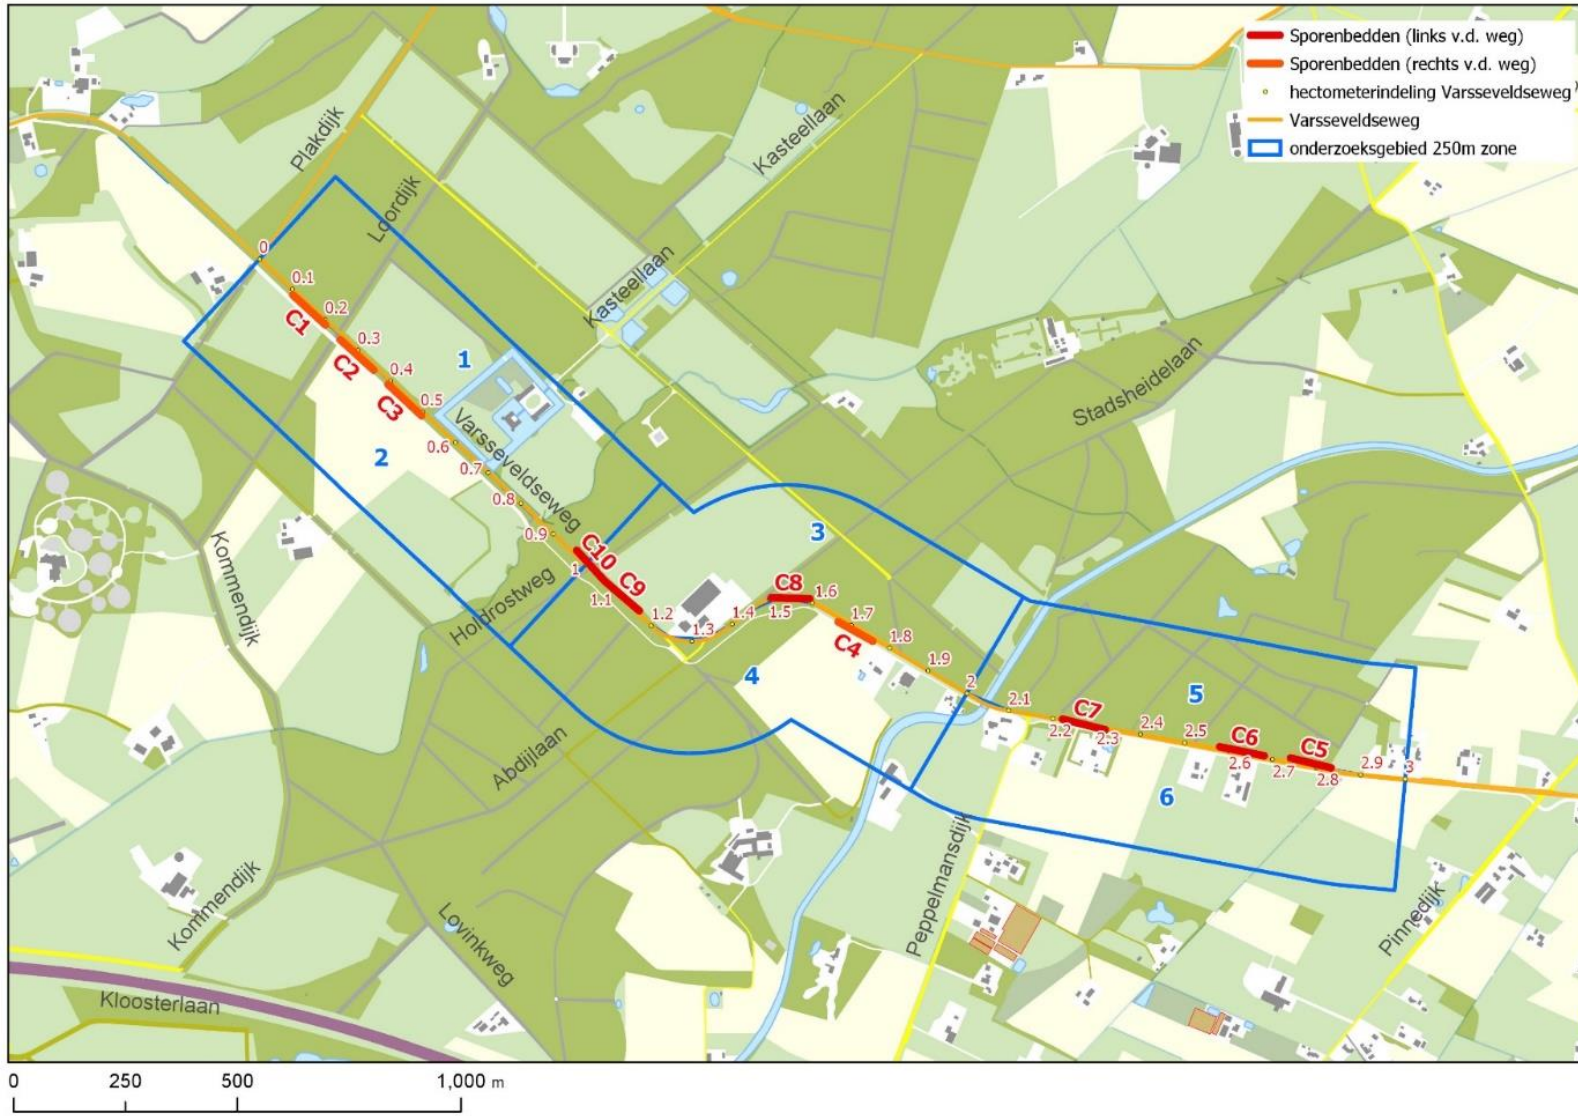 Sporenbedden (links v.d. weg)
Sporenbedden (rechts v.d. weg)
hectometerindeling Varsseveldseweg
Varsseveldseweg
onderzoeksgebied 250m zone
Plakdijk
Kasteellaan
Loordijk
Kasteellaan
0
0.1
0.2
C1
0.3
C2
0.4
1
C3
0.5
Stadsheidelaan
0.6
2
0.7
Varsseveldseweg
0.8
0.9
3
C10
1
C9
1.1
Kommendijk
Holdrostweg
C8
1.6
1.5
1.2
1.4
1.3
1.7
C4
1.8
1.9
4
2
5
2.1
C7
2.2
2.3
2.4
2.5
C6
2.6
C5
2.7
2.8
2.9
3
6
Abdijlaan
Kommendijk
Lovinkweg
Peppelmansdijk
Pinnedijk
Kloosterlaan
0
250
500
1,000 m